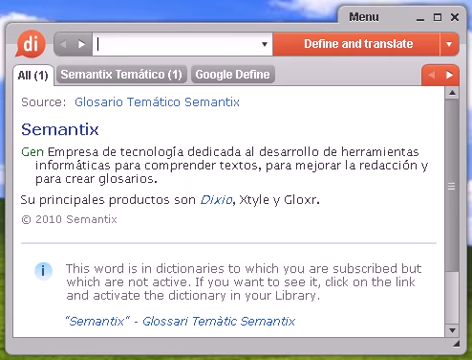 Menu
di
Define and translate
All (1)
Semantix Temático (1)
Google Define
Source: Glosario Temático Semantix
Semantix
Gen Empresa de tecnología dedicada al desarrollo de herramientas
informáticas para comprender textos, para mejorar la redacción y
para crear glosarios.
Su principales productos son Dixio, Xtyle y Gloxr.
© 2010 Semantix
i
This word is in dictionaries to which you are subscribed but
which are not active. If you want to see it, click on the link
and activate the dictionary in your Library.
"Semantix" - Glossari Temàtic Semantix